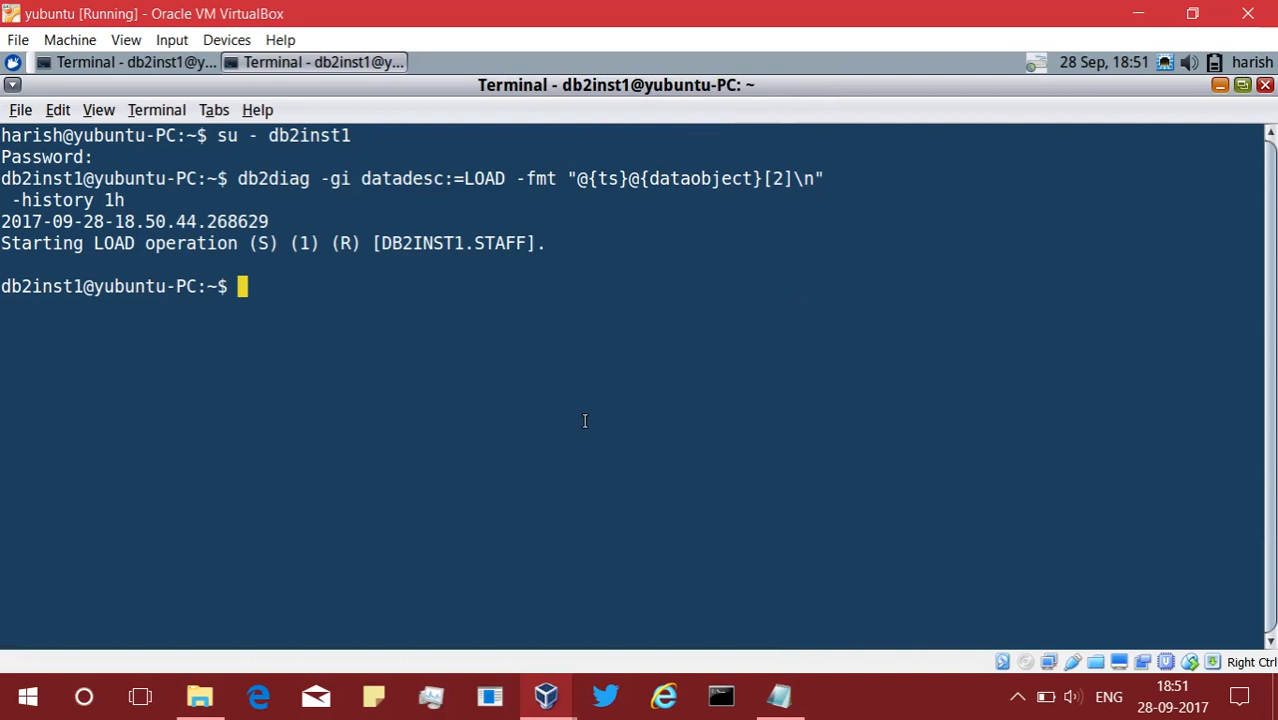 yubuntu [Running] - Oracle VM VirtualBox
File Machine View Input Devices Help
Terminal - db2inst1@y... Terminal - db2inst1@y... 28 Sep, 18:51 harish
Terminal - db2inst1@yubuntu-PC: ~
File Edit View Terminal Tabs Help
harish@yubuntu-PC:~$ su - db2inst1
Password:
db2inst1@yubuntu-PC:~$ db2diag -gi datadesc:=LOAD -fmt "@{ts}@{dataobject}[2]\n"
-history 1h
2017-09-28-18.50.44.268629
Starting LOAD operation (S) (1) (R) [DB2INST1.STAFF].
db2inst1@yubuntu-PC:~$
Right Ctrl
ENG 18:51
28-09-2017